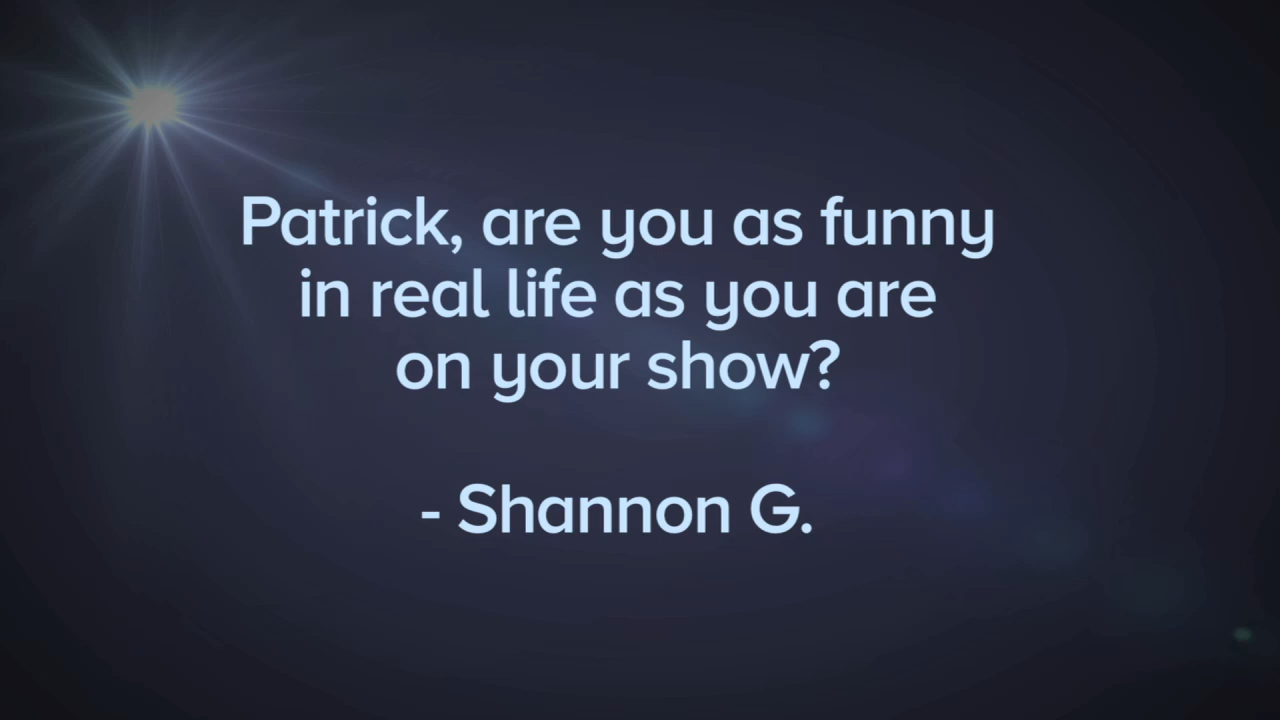 Patrick, are you as funny
in real life as you are
on your show?
- Shannon G.